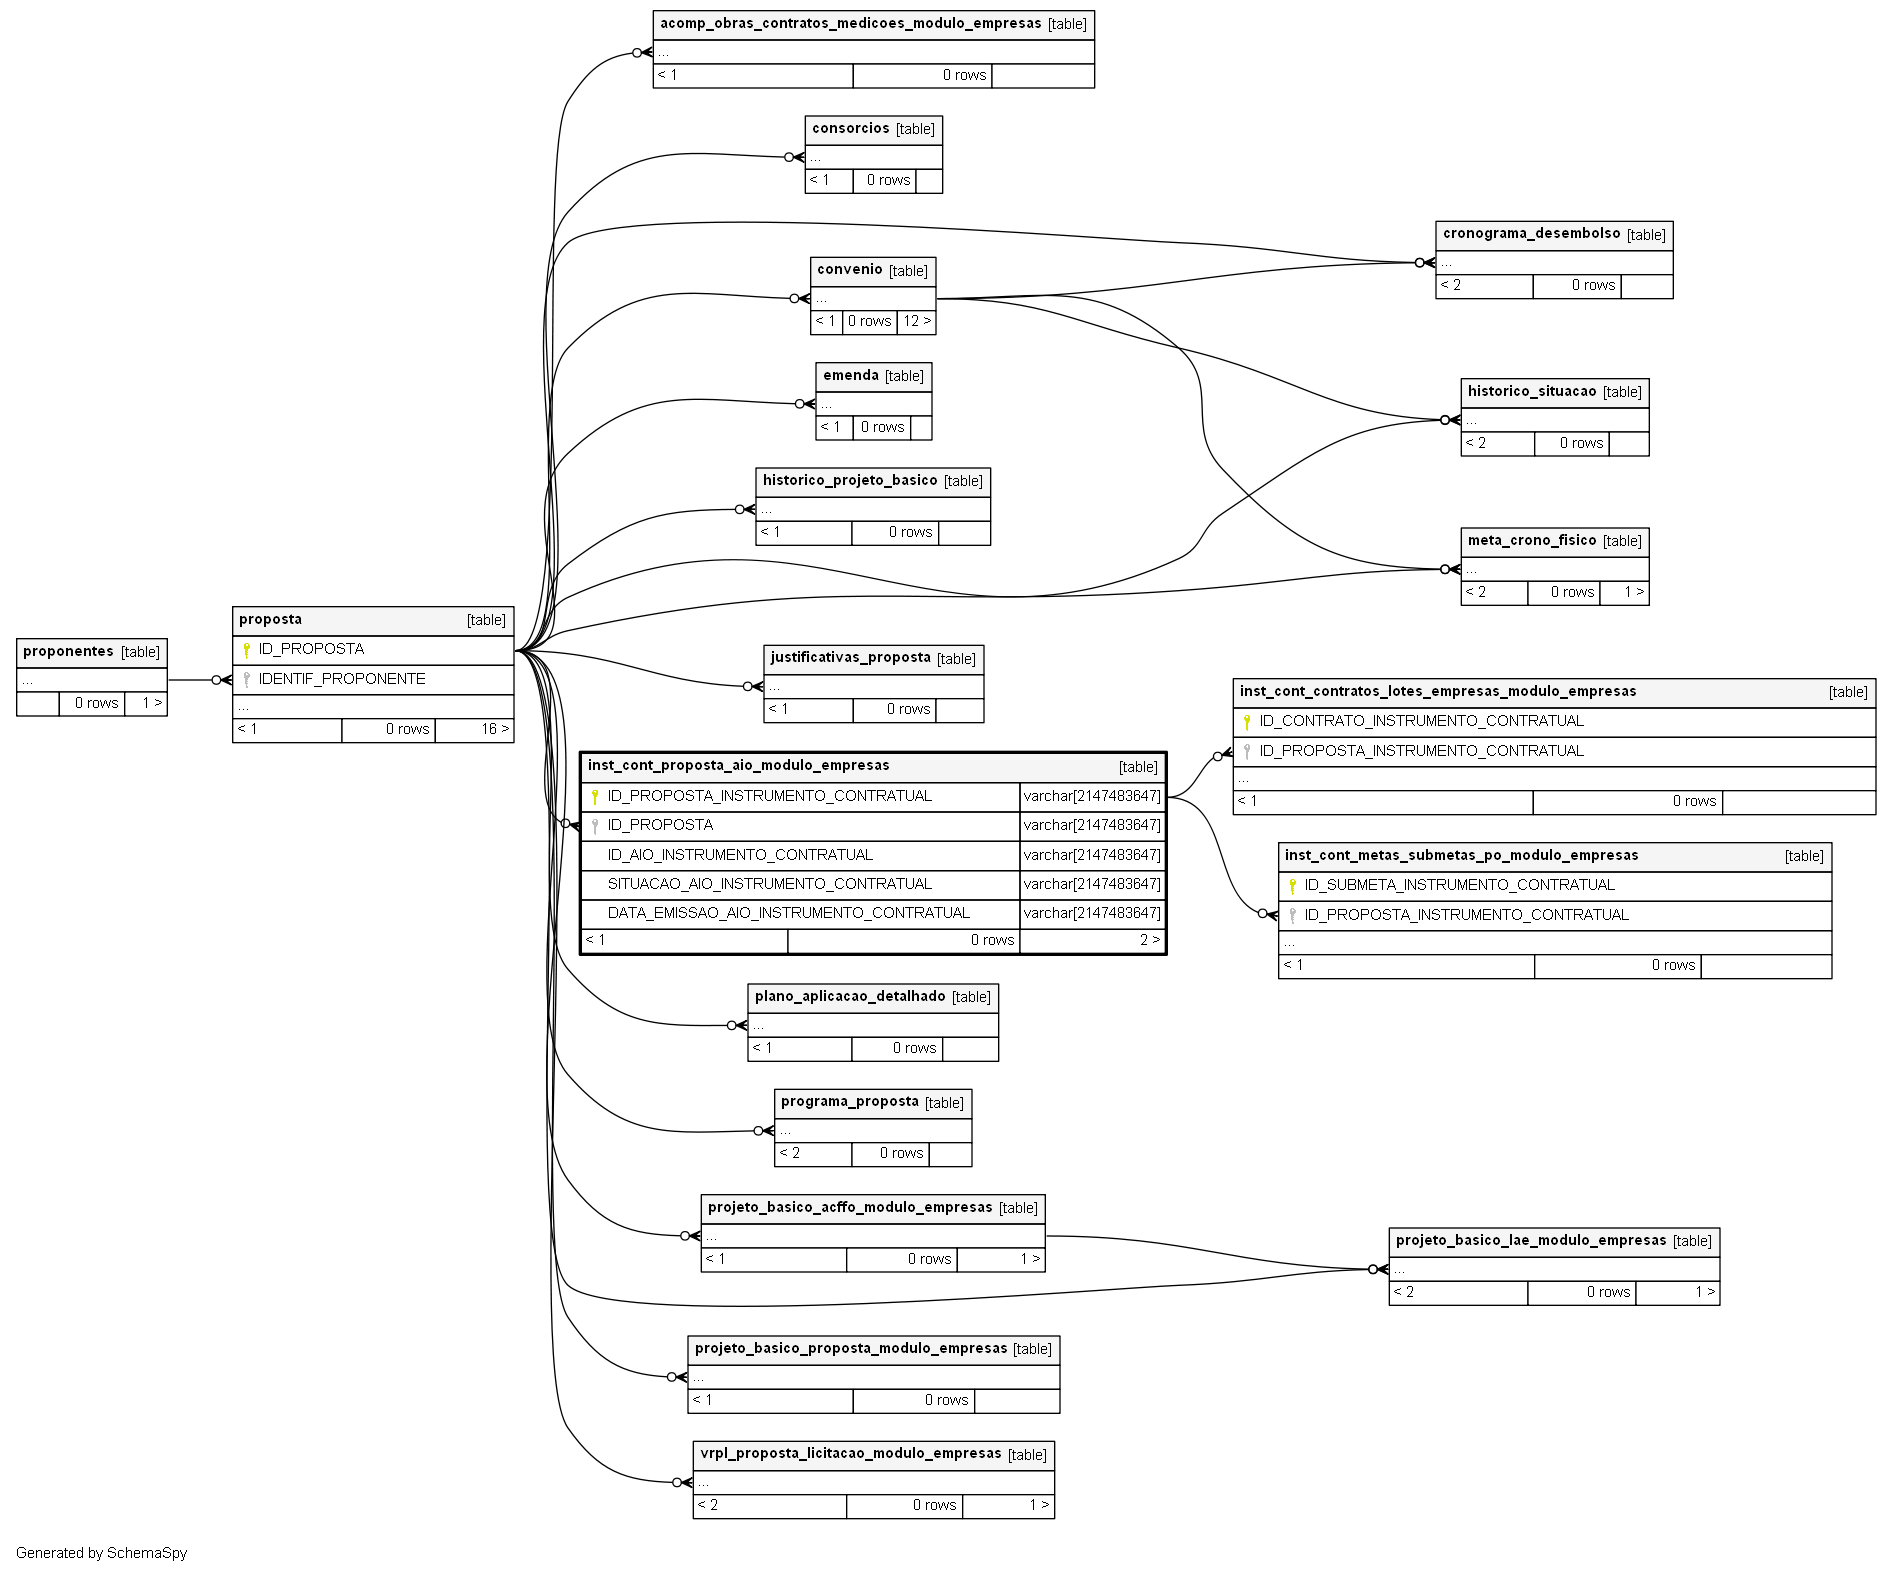 acomp_obras_contratos_medicoes_modulo_empresas [table]
...
< 1 0 rows
consorcios [table]
...
< 1 0 rows
cronograma_desembolso [table]
...
< 2 0 rows
convenio [table]
...
< 1 0 rows 12 >
emenda [table]
...
< 1 0 rows
historico_situacao [table]
...
< 2 0 rows
historico_projeto_basico [table]
...
< 1 0 rows
meta_crono_fisico [table]
...
< 2 0 rows 1 >
proponentes [table]
...
0 rows 1 >
proposta [table]
ID_PROPOSTA
IDENTIF_PROPONENTE
...
< 1 0 rows 16 >
justificativas_proposta [table]
...
< 1 0 rows
inst_cont_proposta_aio_modulo_empresas [table]
ID_PROPOSTA_INSTRUMENTO_CONTRATUAL varchar[2147483647]
ID_PROPOSTA varchar[2147483647]
ID_AIO_INSTRUMENTO_CONTRATUAL varchar[2147483647]
SITUACAO_AIO_INSTRUMENTO_CONTRATUAL varchar[2147483647]
DATA_EMISSAO_AIO_INSTRUMENTO_CONTRATUAL varchar[2147483647]
< 1 0 rows 2 >
inst_cont_contratos_lotes_empresas_modulo_empresas [table]
ID_CONTRATO_INSTRUMENTO_CONTRATUAL
ID_PROPOSTA_INSTRUMENTO_CONTRATUAL
...
< 1 0 rows
inst_cont_metas_submetas_po_modulo_empresas [table]
ID_SUBMETA_INSTRUMENTO_CONTRATUAL
ID_PROPOSTA_INSTRUMENTO_CONTRATUAL
...
< 1 0 rows
plano_aplicacao_detalhado [table]
...
< 1 0 rows
programa_proposta [table]
...
< 2 0 rows
projeto_basico_acffo_modulo_empresas [table]
...
< 1 0 rows 1 >
projeto_basico_lae_modulo_empresas [table]
...
< 2 0 rows 1 >
projeto_basico_proposta_modulo_empresas [table]
...
< 1 0 rows
vrpl_proposta_licitacao_modulo_empresas [table]
...
< 2 0 rows 1 >
Generated by SchemaSpy